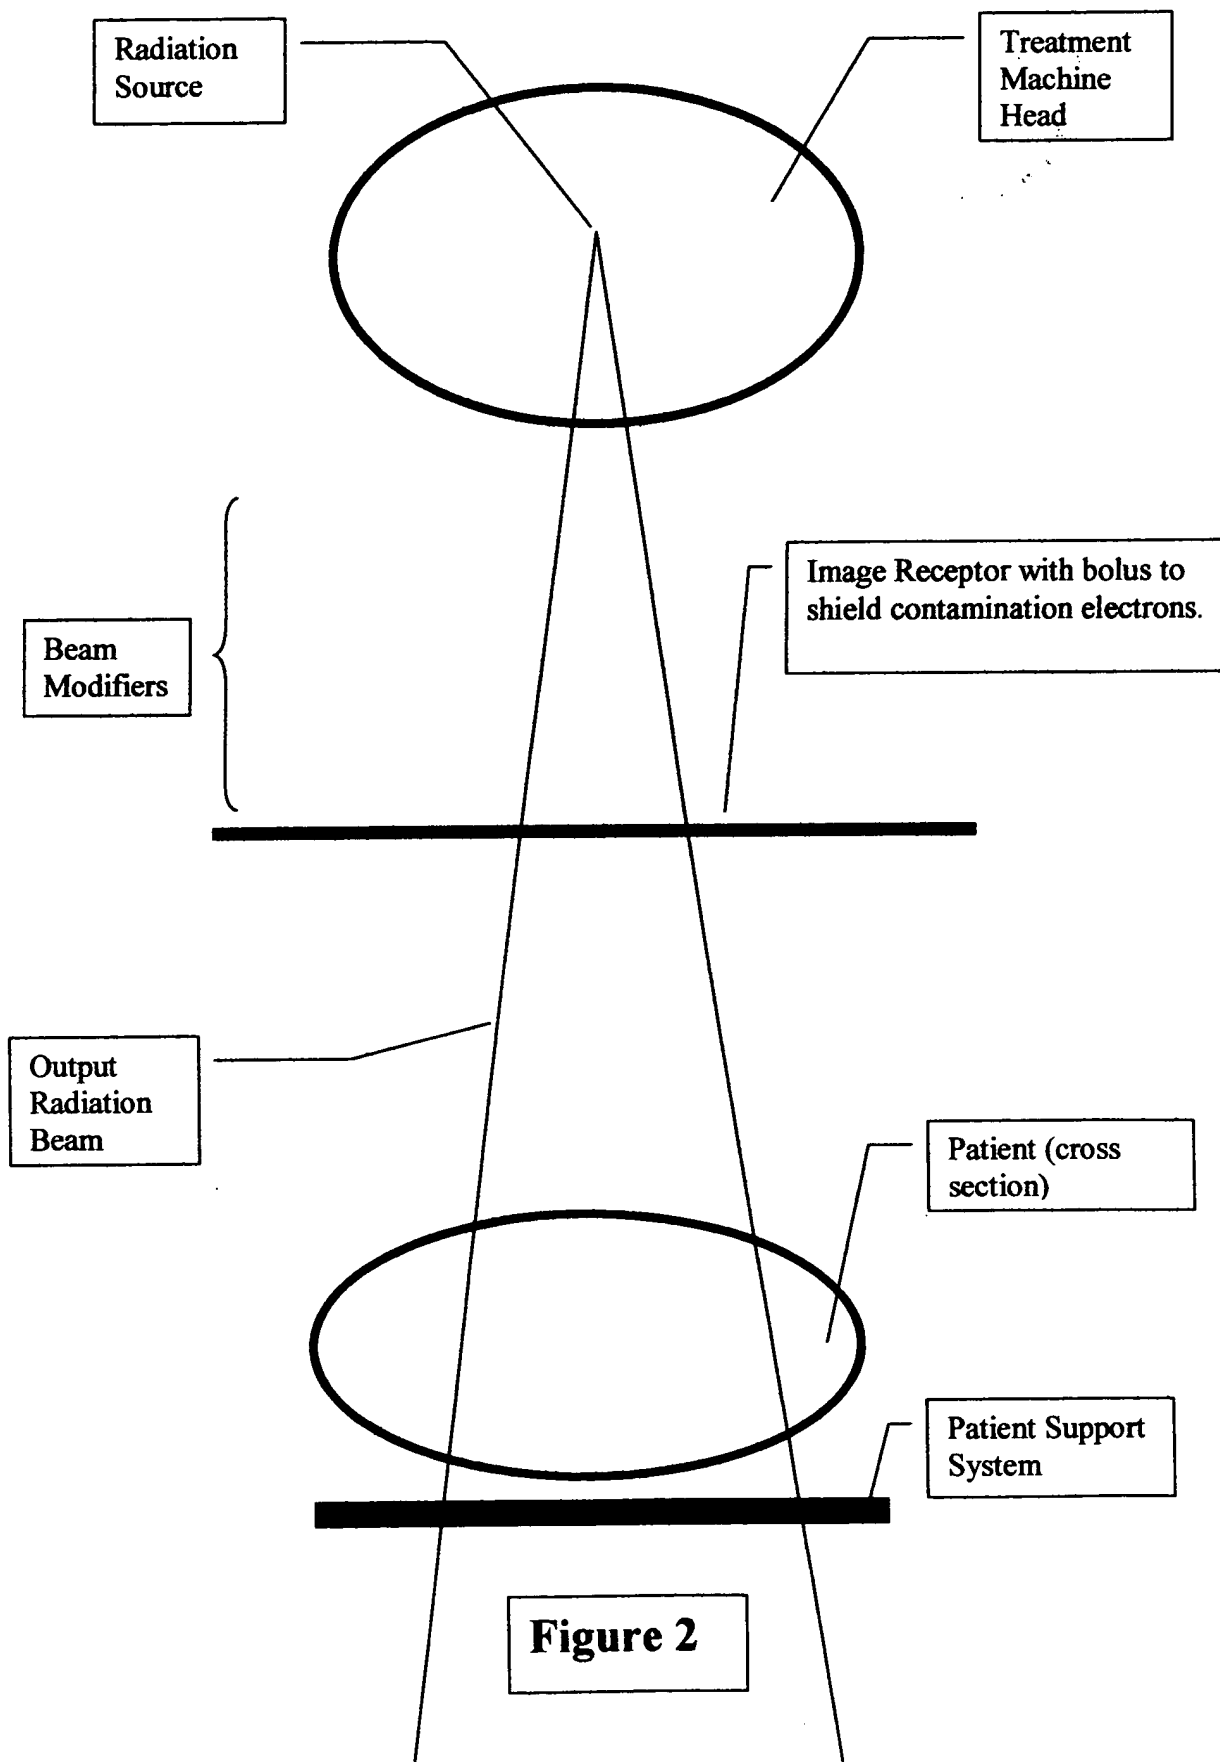 Radiation
Source
Treatment
Machine
Head
Image Receptor with bolus to
shield contamination electrons.
Beam
Modifiers
Output
Radiation
Beam
Patient (cross
section)
Patient Support
System
Figure 2